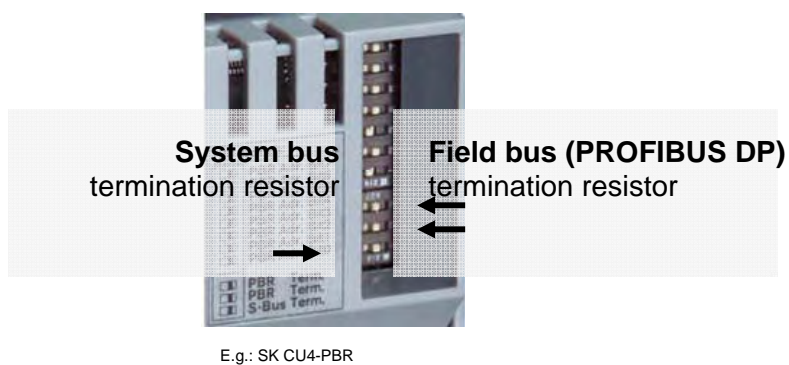 System bus
termination resistor
Field bus (PROFIBUS DP)
termination resistor
PBR Term.
PBR Term.
S-Bus Term.
E.g.: SK CU4-PBR